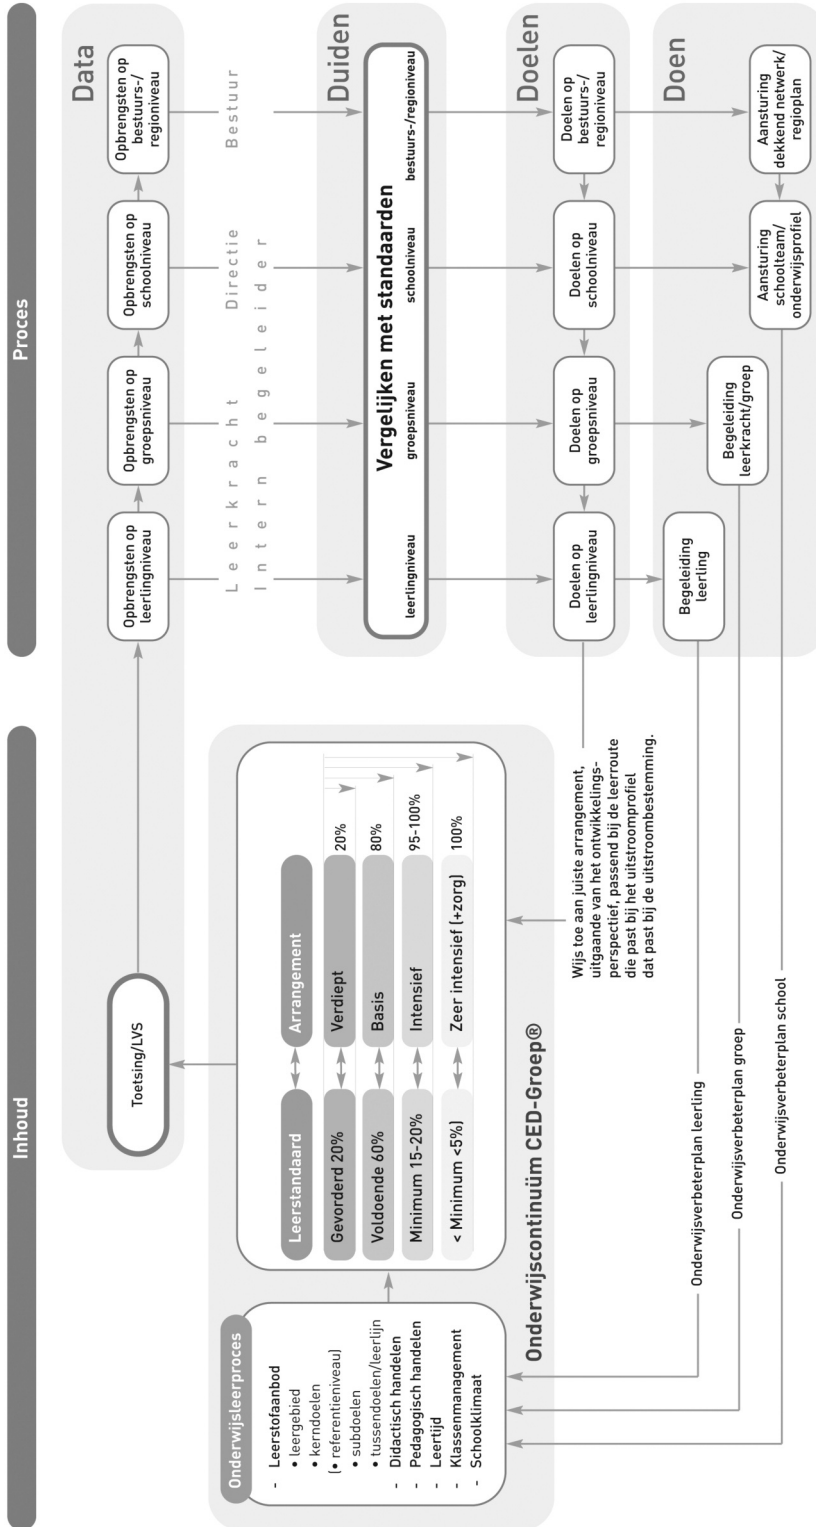 Inhoud
Proces
Toetsing/LVS
Data
Opbrengsten op
leerlingniveau
Opbrengsten op
groepsniveau
Opbrengsten op
schoolniveau
Opbrengsten op
bestuurs-/
regioniveau
Leerkracht
Directie
Bestuur
Intern begeleider
Duiden
Vergelijken met standaarden
leerlingniveau
groepsniveau
schoolniveau
bestuurs-/regioniveau
Doelen
Doelen op
leerlingniveau
Doelen op
groepsniveau
Doelen op
schoolniveau
Doelen op
bestuurs-/
regioniveau
Doen
Begeleiding
leerling
Begeleiding
leerkracht/groep
Aansturing
schoolteam/
onderwijsprofiel
Aansturing
dekkend netwerk/
regioplan
Onderwijsleerproces
- Leerstofaanbod
• leergebied
• kerndoelen
(• referentieniveau)
• subdoelen
• tussendoelen/leerlijn
- Didactisch handelen
- Pedagogisch handelen
- Leertijd
- Klassenmanagement
- Schoolklimaat
Leerstandaard
Arrangement
Gevorderd 20%
Verdiept
20%
Voldoende 60%
Basis
80%
Minimum 15-20%
Intensief
95-100%
< Minimum <5%)
Zeer intensief (+zorg)
100%
Onderwijscontinuüm CED-Groep®
Wijs toe aan juiste arrangement,
uitgaande van het ontwikkelings-
perspectief, passend bij de leerroute
die past bij het uitstroomprofiel
dat past bij de uitstroombestemming.
Onderwijsverbeterplan leerling
Onderwijsverbeterplan groep
Onderwijsverbeterplan school